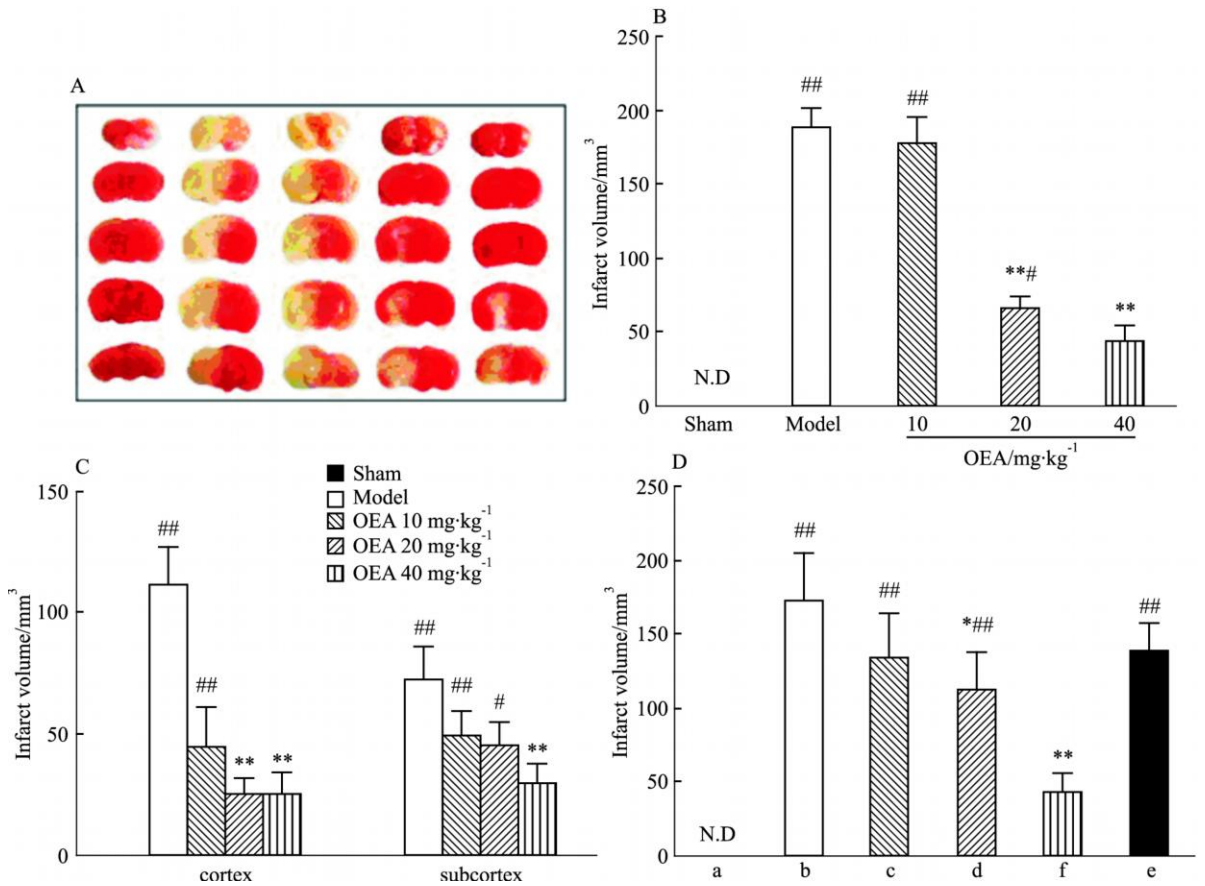 A
B
250
200
150
100
50
0
Infarct volume/mm³
##
##
**#
**
N.D
Sham Model 10 20 40
OEA/mg·kg⁻¹
C
150
100
50
0
Infarct volume/mm³
Sham
Model
OEA 10 mg·kg⁻¹
OEA 20 mg·kg⁻¹
OEA 40 mg·kg⁻¹
##
##
**
**
##
##
#
**
cortex subcortex
D
250
200
150
100
50
0
Infarct volume/mm³
##
##
*##
**
##
N.D
a b c d f e